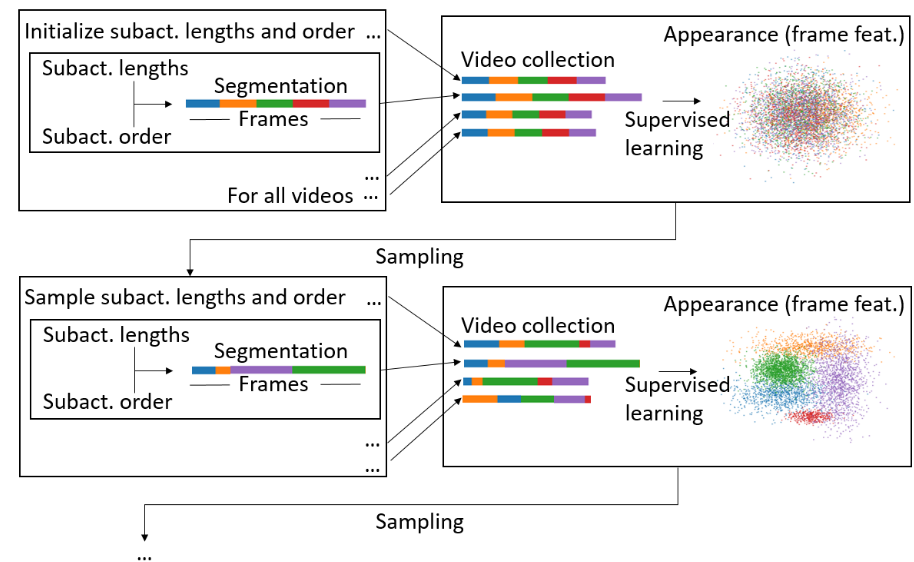 Initialize subact. lengths and order ...
Subact. lengths
Segmentation
Frames
Subact. order
...
For all videos ...
Video collection
Appearance (frame feat.)
Supervised
learning
Sampling
Sample subact. lengths and order ...
Subact. lengths
Segmentation
Frames
Subact. order
...
...
Video collection
Appearance (frame feat.)
Supervised
learning
Sampling
...